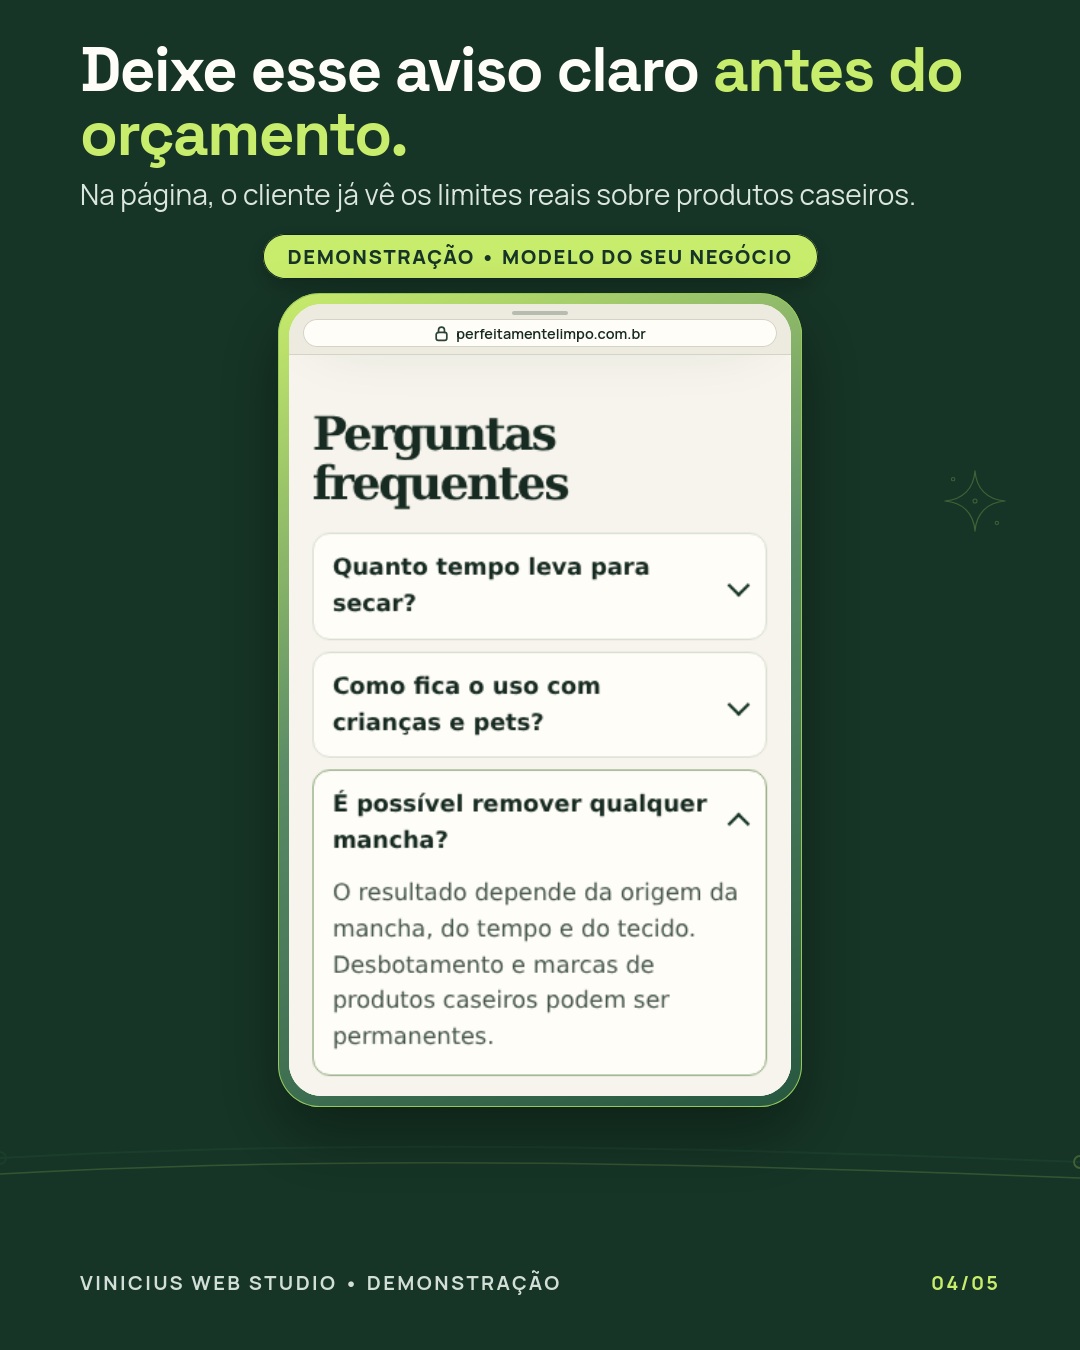 Deixe esse aviso claro antes do
orçamento.
Na página, o cliente já vê os limites reais sobre produtos caseiros.
DEMONSTRAÇÃO • MODELO DO SEU NEGÓCIO
perfeitamentelimpo.com.br
Perguntas
frequentes
Quanto tempo leva para
secar?
Como fica o uso com
crianças e pets?
É possível remover qualquer
mancha?
O resultado depende da origem da
mancha, do tempo e do tecido.
Desbotamento e marcas de
produtos caseiros podem ser
permanentes.
VINICIUS WEB STUDIO • DEMONSTRAÇÃO
04/05